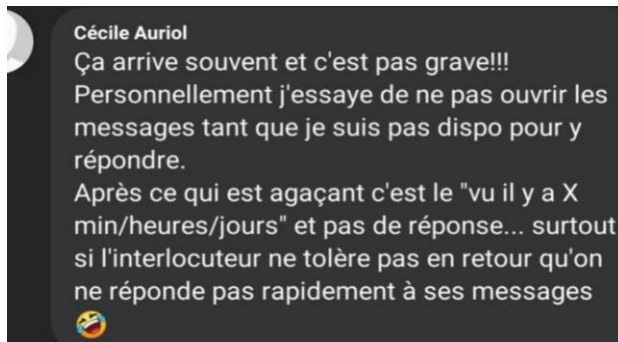 Cécile Auriol
Ça arrive souvent et c'est pas grave!!!
Personnellement j'essaye de ne pas ouvrir les
messages tant que je suis pas dispo pour y
répondre.
Après ce qui est agaçant c'est le "vu il y a X
min/heures/jours" et pas de réponse... surtout
si l'interlocuteur ne tolère pas en retour qu'on
ne réponde pas rapidement à ses messages
🤣